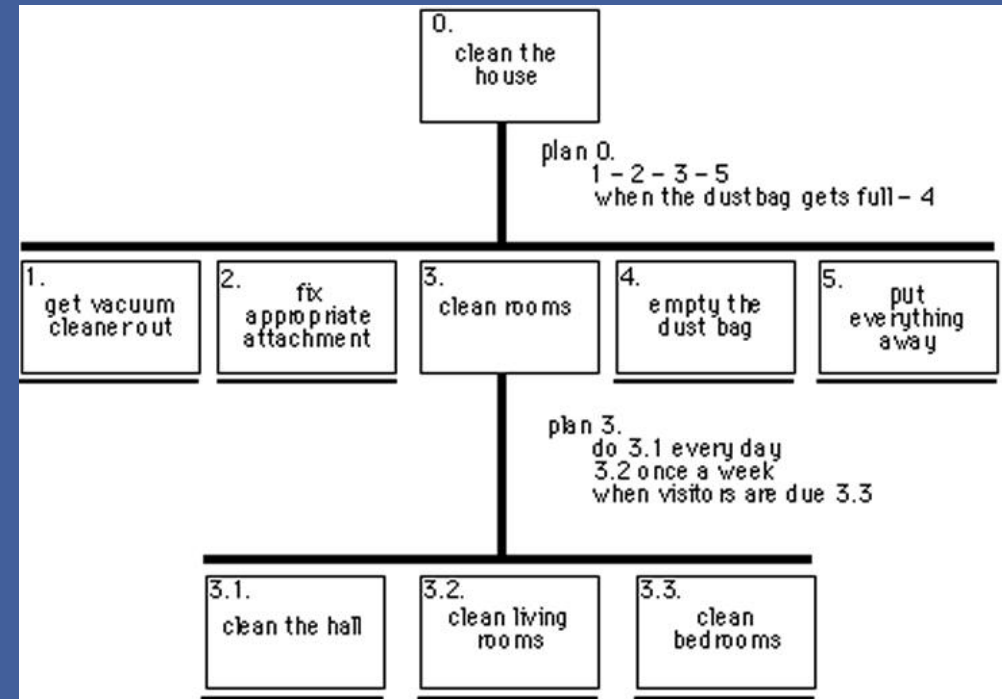 0.
clean the
house
plan 0.
1 - 2 - 3 - 5
when the dust bag gets full - 4
1.
get vacuum
cleaner out
2.
fix
appropriate
attachment
3.
clean rooms
4.
empty the
dust bag
5.
put
everything
away
plan 3.
do 3.1 every day
3.2 once a week
when visitors are due 3.3
3.1.
clean the hall
3.2.
clean living
rooms
3.3.
clean
bedrooms